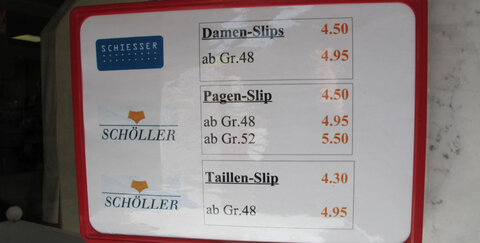 SCHIESSER
Damen-Slips 4.50
ab Gr.48 4.95
Pagen-Slip 4.50
SCHÖLLER
ab Gr.48 4.95
ab Gr.52 5.50
Taillen-Slip 4.30
SCHÖLLER
ab Gr.48 4.95